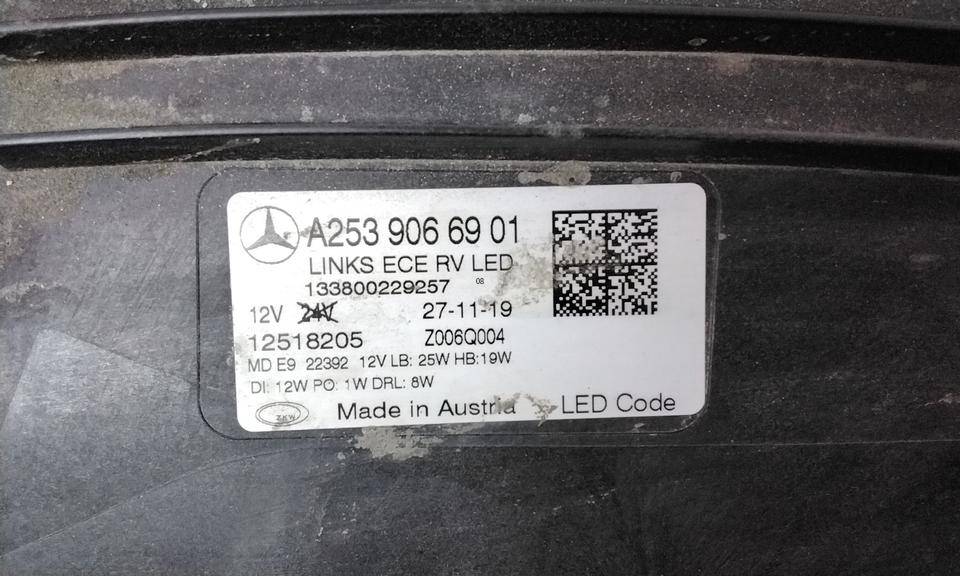 A253 906 69 01
LINKS ECE RV LED
133800229257 08
12V 24V 27-11-19
12518205 Z006Q004
MD E9 22392 12V LB: 25W HB:19W
DI: 12W PO: 1W DRL: 8W
ZKW Made in Austria LED Code